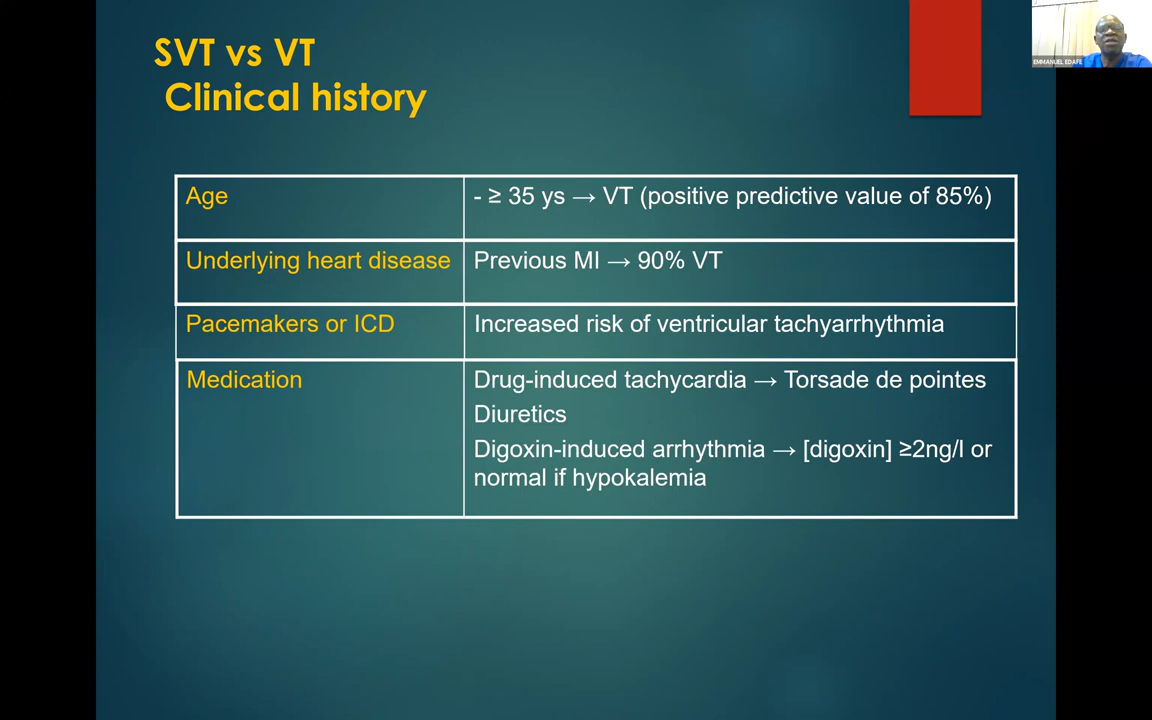 SVT vs VT
Clinical history
EMMANUEL EDAFE
Age
- ≥ 35 ys → VT (positive predictive value of 85%)
Underlying heart disease
Previous MI → 90% VT
Pacemakers or ICD
Increased risk of ventricular tachyarrhythmia
Medication
Drug-induced tachycardia → Torsade de pointes
Diuretics
Digoxin-induced arrhythmia → [digoxin] ≥2ng/l or
normal if hypokalemia